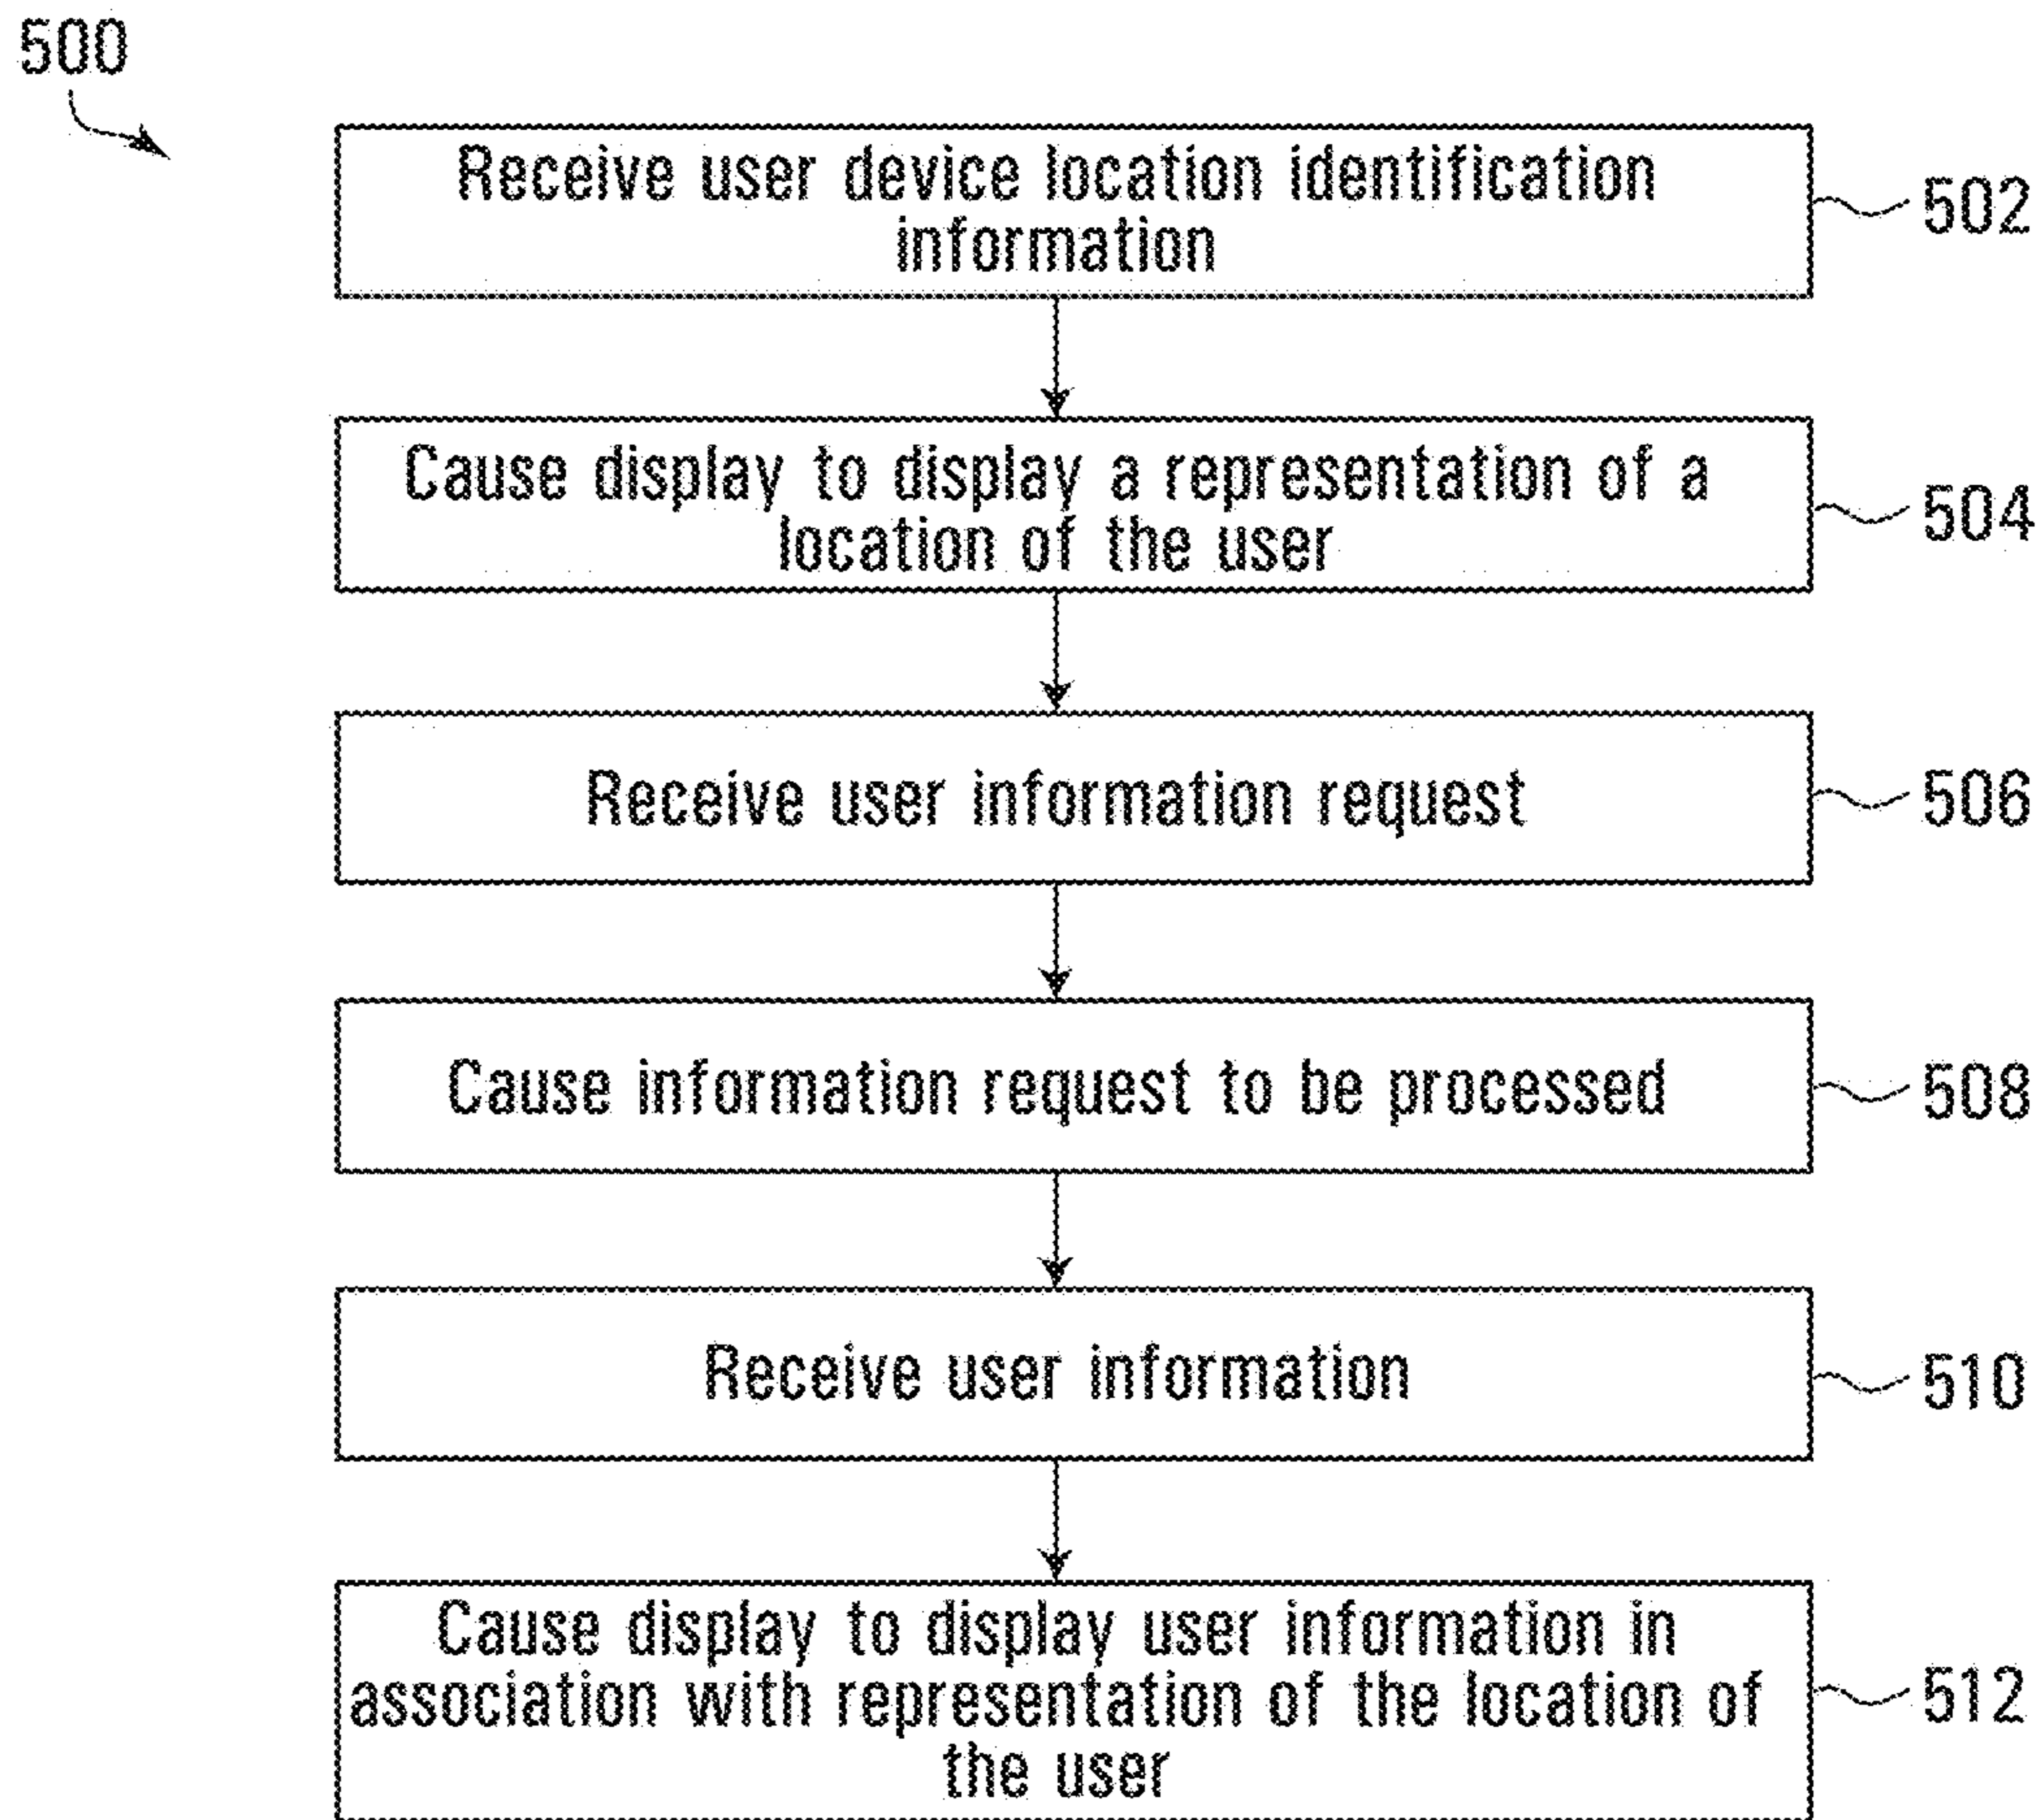 500
Receive user device location identification
information
502
Cause display to display a representation of a
location of the user
504
Receive user information request
506
Cause information request to be processed
508
Receive user information
510
Cause display to display user information in
association with representation of the location of
the user
512